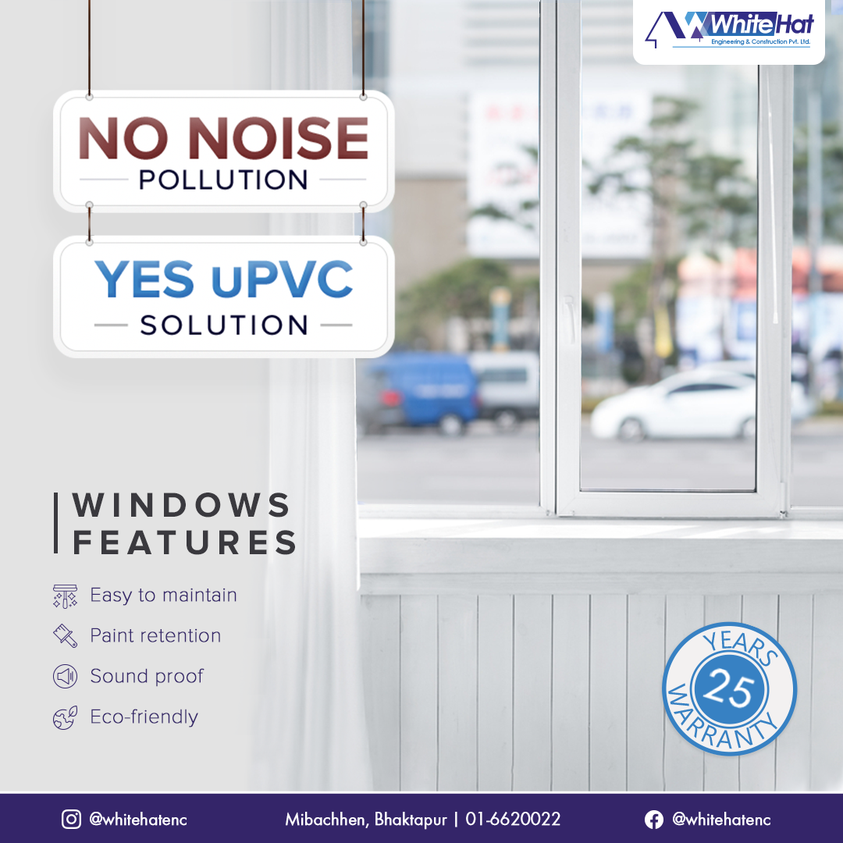 WhiteHat
Engineering & Construction Pvt. Ltd.
NO NOISE
POLLUTION
YES uPVC
SOLUTION
WINDOWS
FEATURES
Easy to maintain
Paint retention
Sound proof
Eco-friendly
YEARS
25
WARRANTY
@whitehatenc
Mibachhen, Bhaktapur | 01-6620022
@whitehatenc